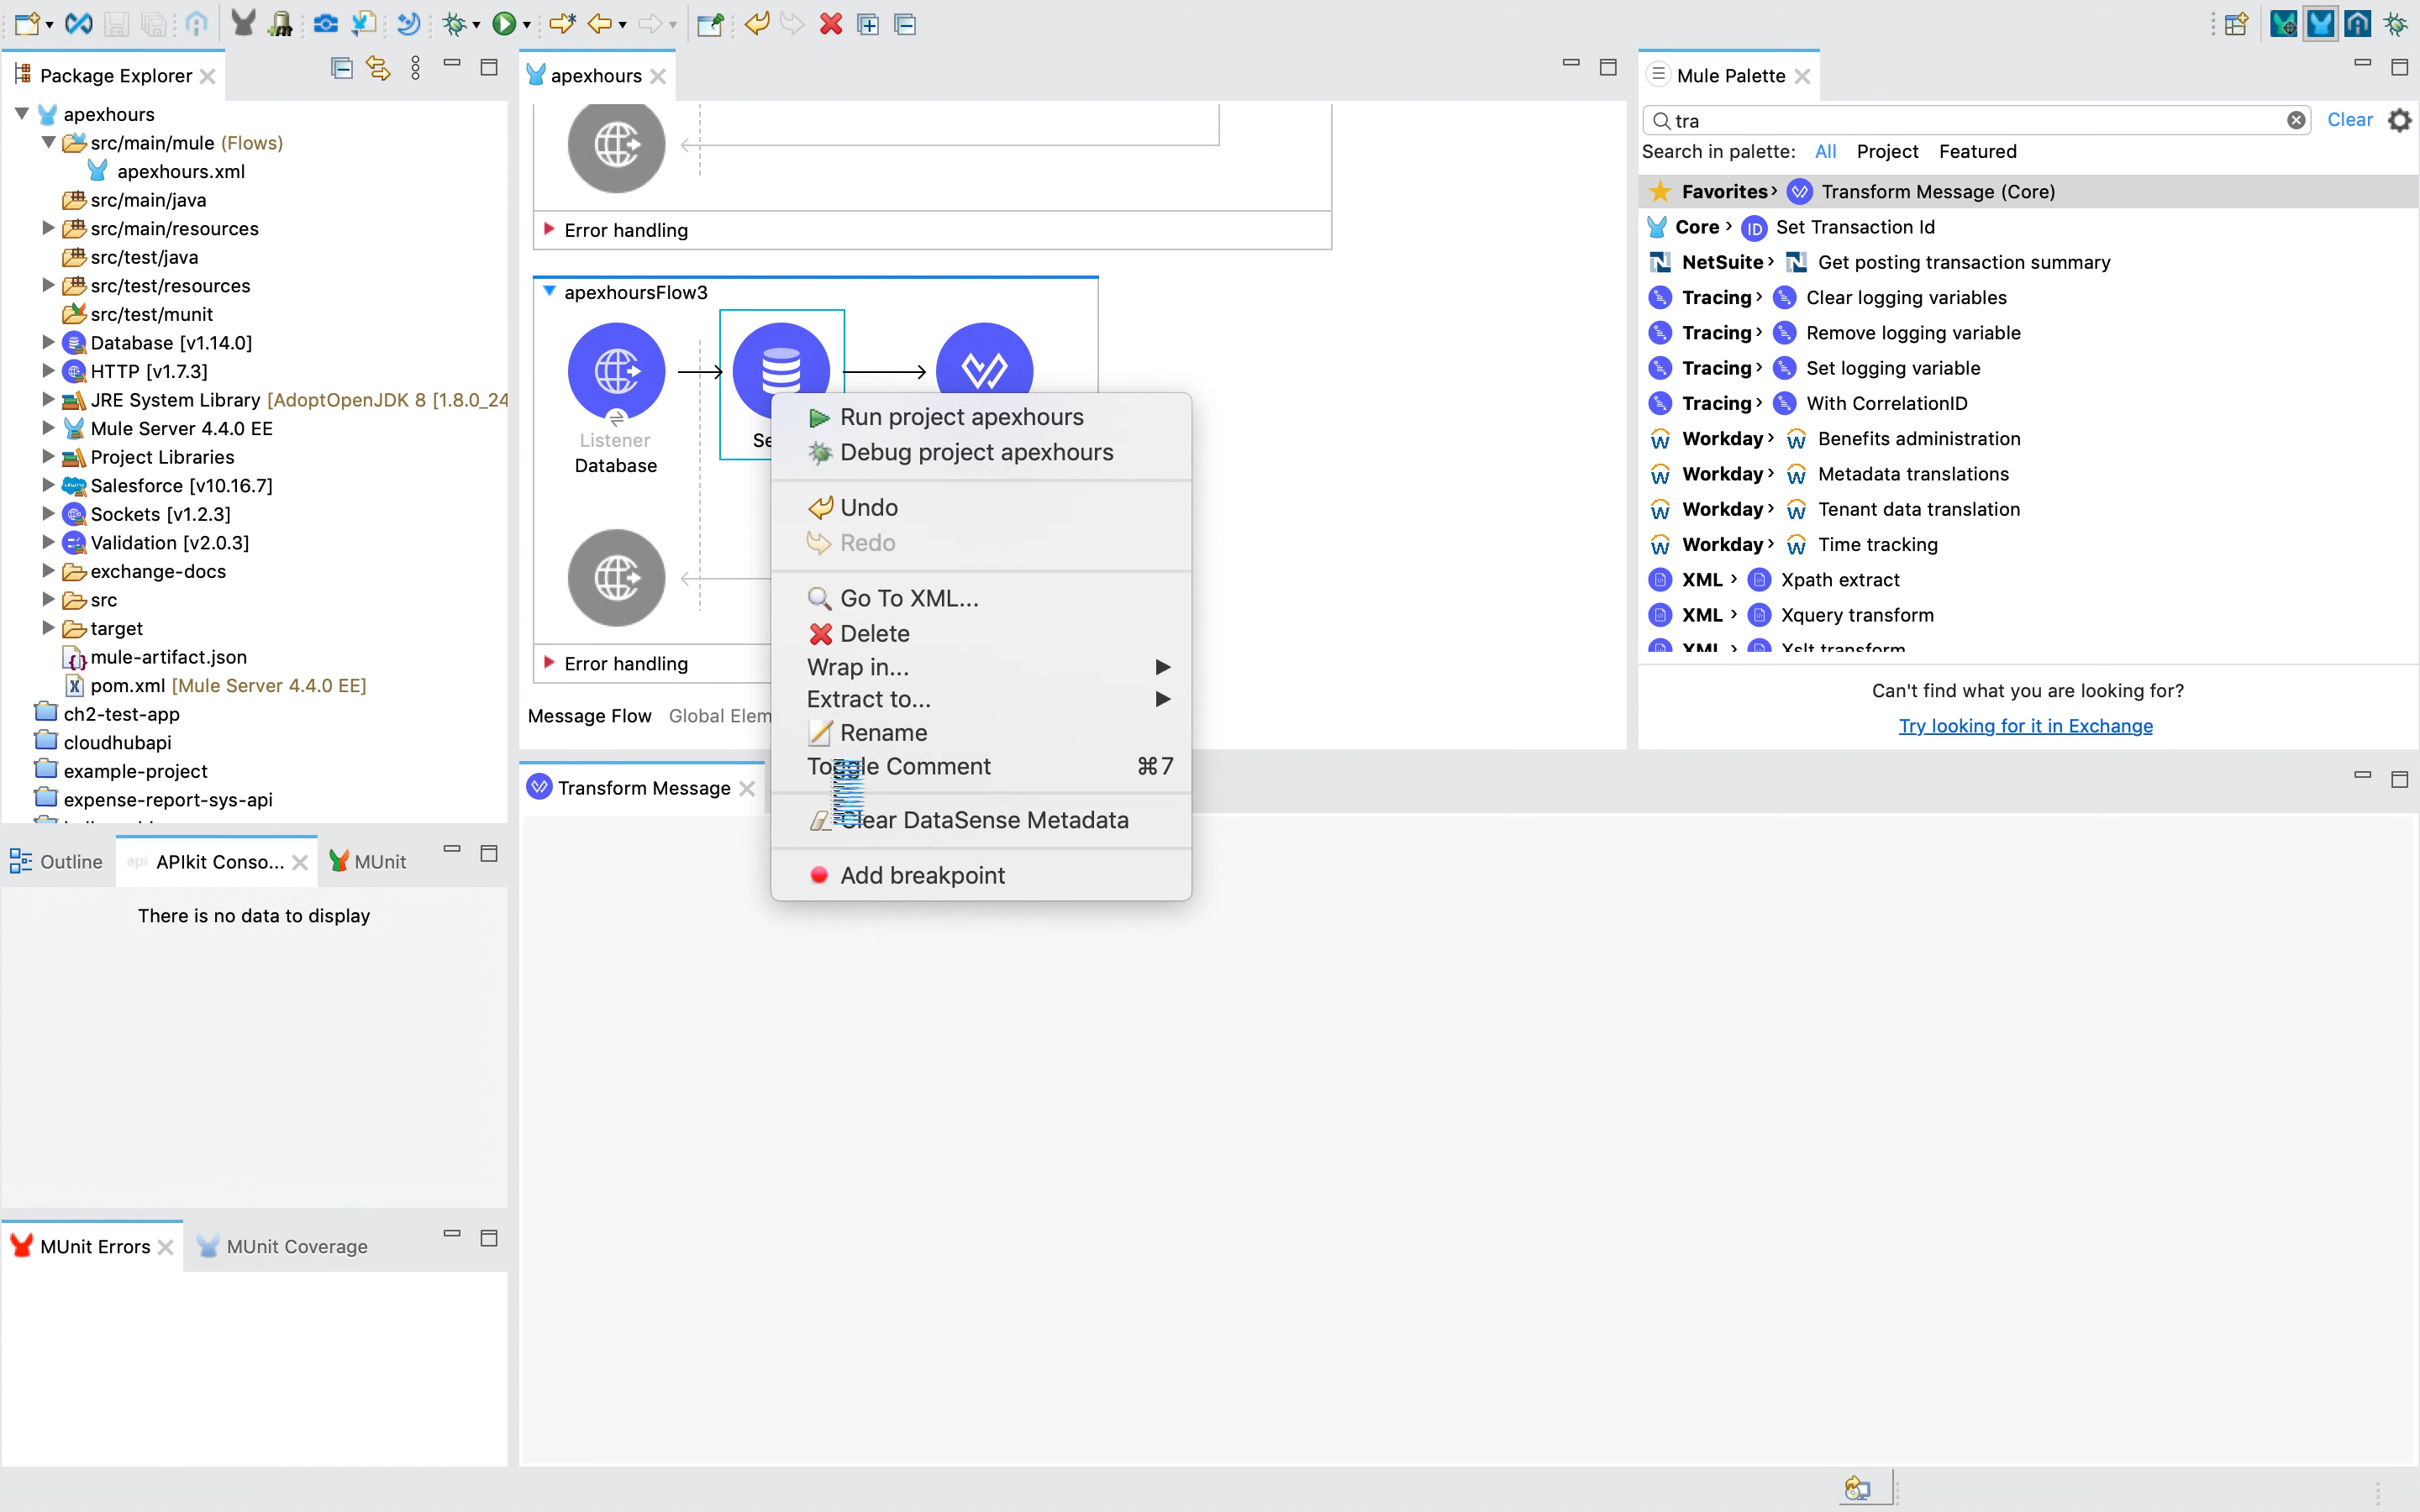 Package Explorer
apexhours
src/main/mule (Flows)
apexhours.xml
src/main/java
src/main/resources
src/test/java
src/test/resources
src/test/munit
Database [v1.14.0]
HTTP [v1.7.3]
JRE System Library [AdoptOpenJDK 8 [1.8.0_24
Mule Server 4.4.0 EE
Project Libraries
Salesforce [v10.16.7]
Sockets [v1.2.3]
Validation [v2.0.3]
exchange-docs
src
target
mule-artifact.json
pom.xml [Mule Server 4.4.0 EE]
ch2-test-app
cloudhubapi
example-project
expense-report-sys-api
Outline
api APIkit Conso...
MUnit
There is no data to display
MUnit Errors
MUnit Coverage
apexhours
Error handling
apexhoursFlow3
Listener
Database
Se
Error handling
Message Flow Global Elem
Run project apexhours
Debug project apexhours
Undo
Redo
Go To XML...
Delete
Wrap in...
Extract to...
Rename
Toggle Comment ⌘7
Clear DataSense Metadata
Add breakpoint
Transform Message
Mule Palette
tra
Clear
Search in palette: All Project Featured
Favorites› Transform Message (Core)
Core › ID Set Transaction Id
NetSuite› Get posting transaction summary
Tracing› Clear logging variables
Tracing› Remove logging variable
Tracing› Set logging variable
Tracing› With CorrelationID
Workday› Benefits administration
Workday› Metadata translations
Workday› Tenant data translation
Workday› Time tracking
XML › Xpath extract
XML › Xquery transform
XML › Xslt transform
Can't find what you are looking for?
Try looking for it in Exchange